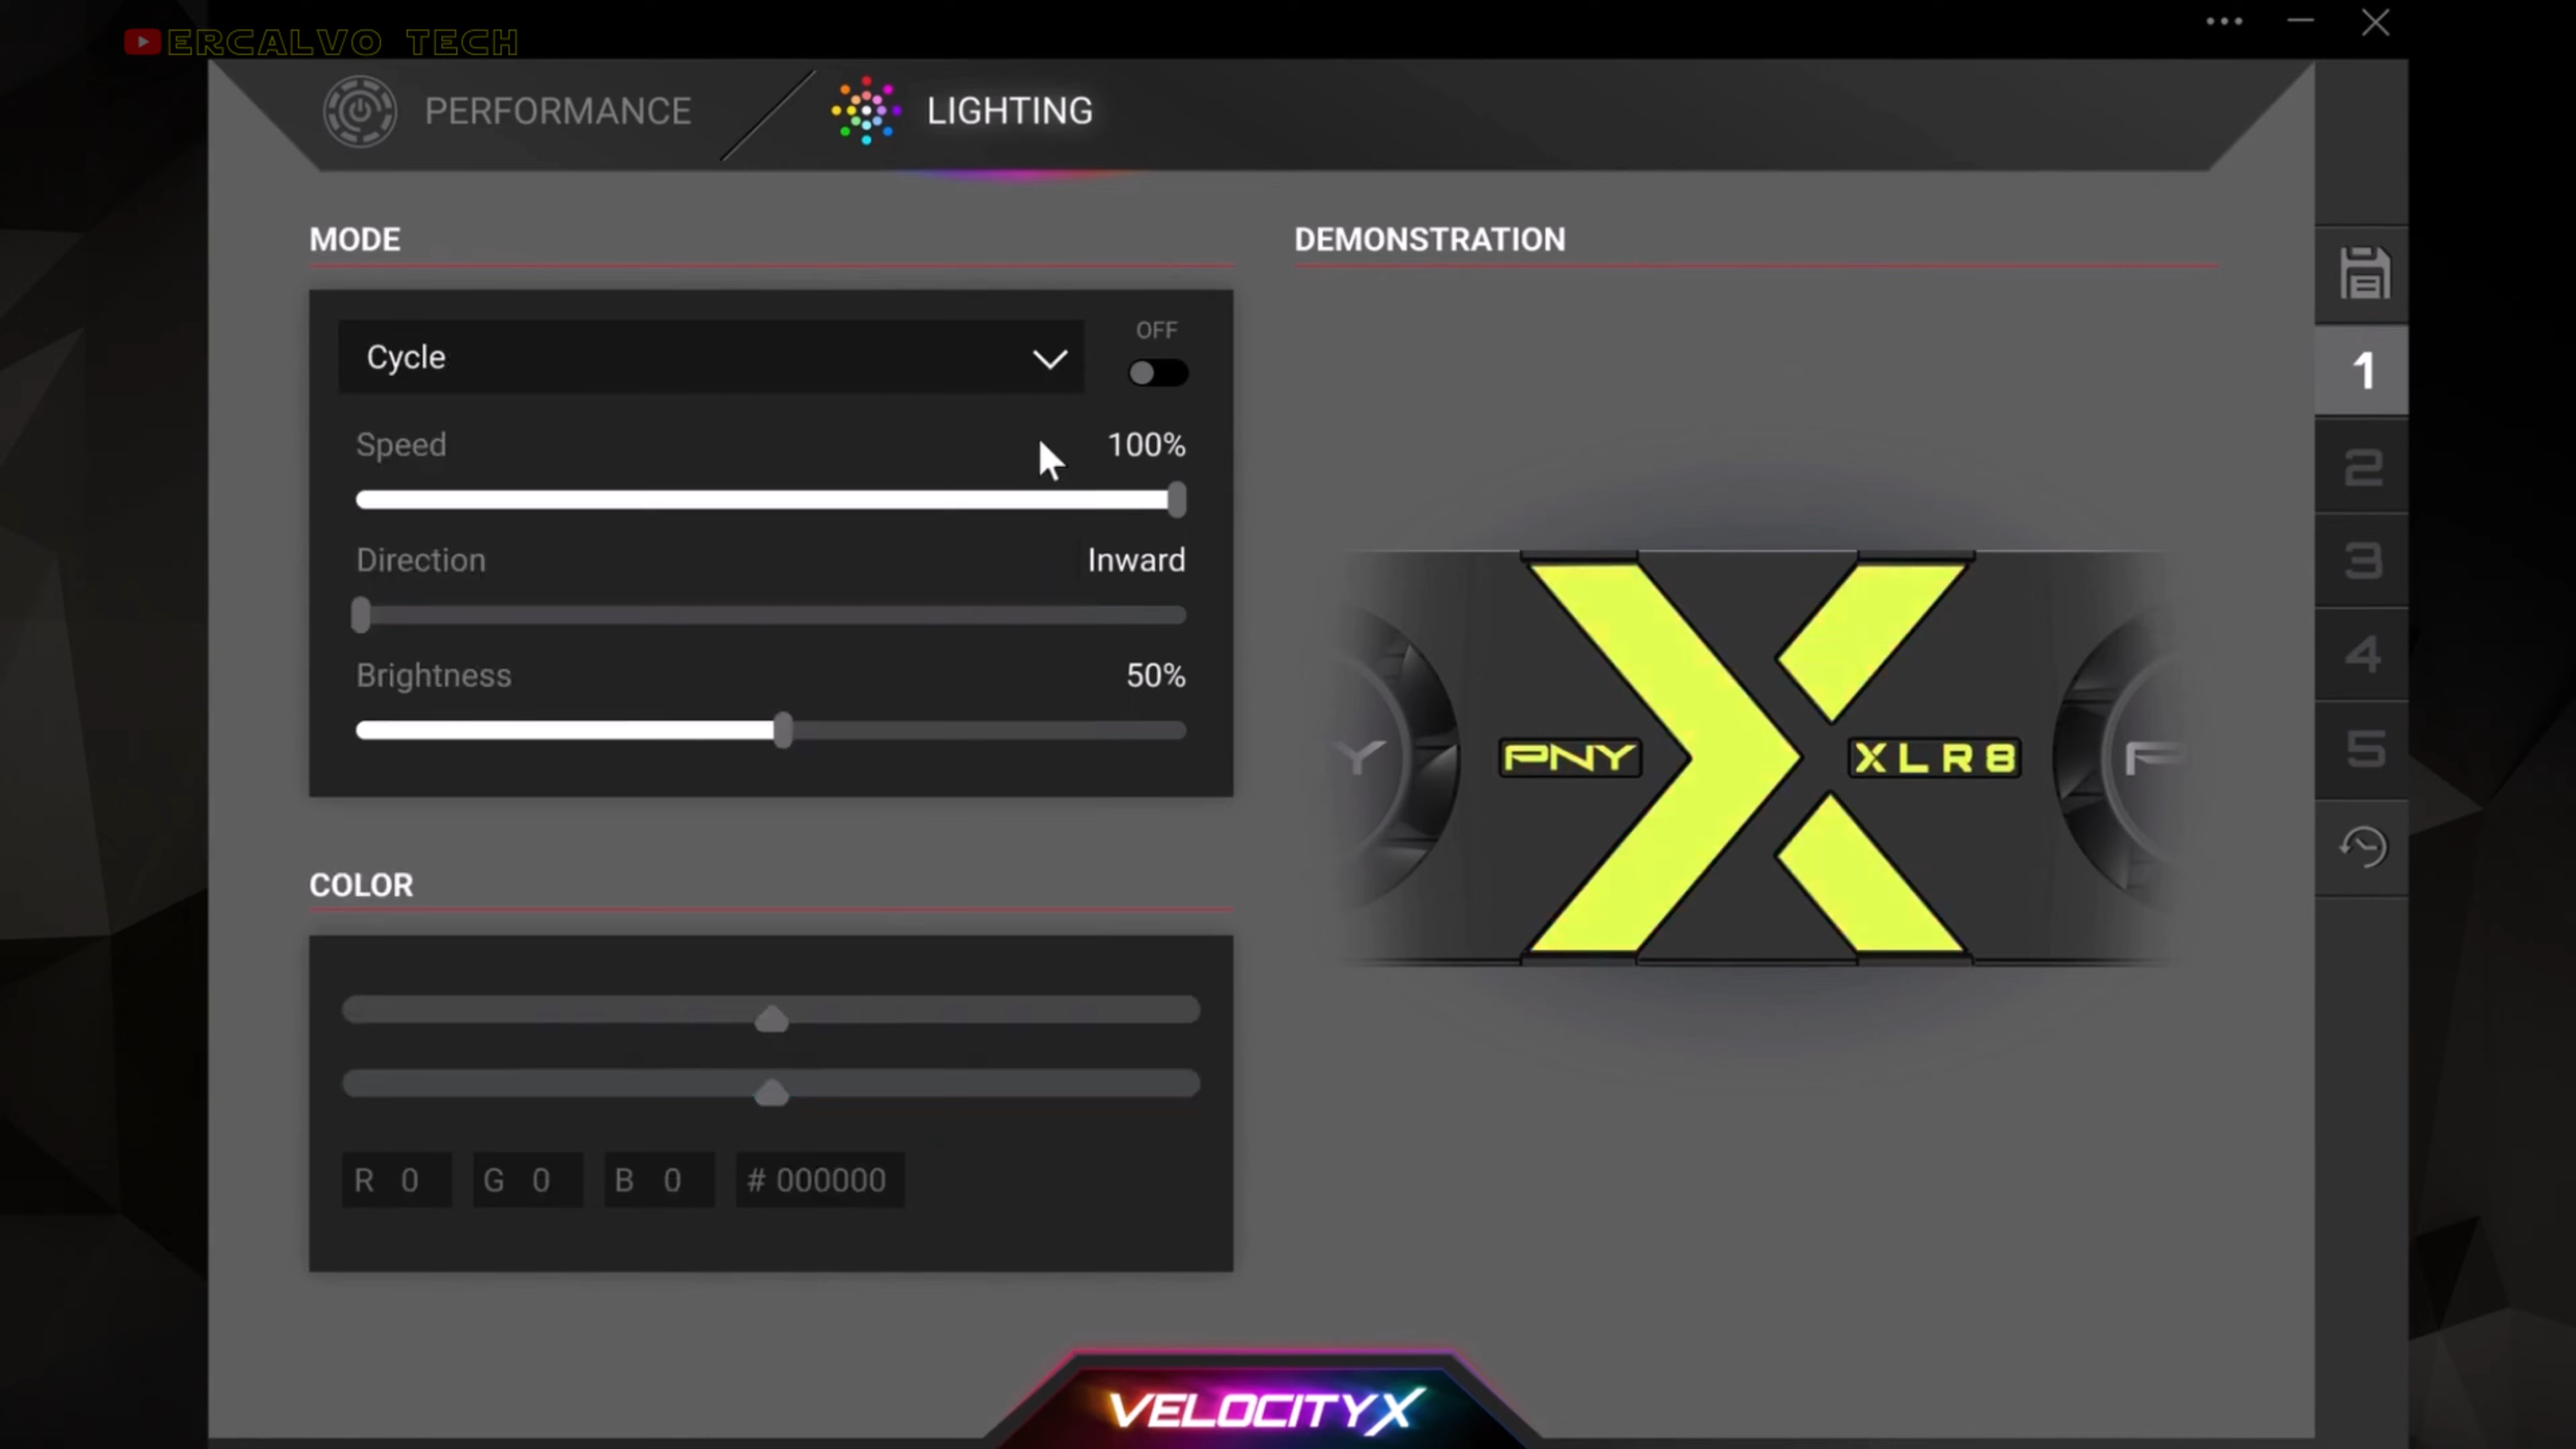 ERCALVO TECH
PERFORMANCE
LIGHTING
MODE
Cycle
OFF
Speed
100%
Direction
Inward
Brightness
50%
COLOR
R 0
G 0
B 0
# 000000
DEMONSTRATION
Y
PNY
XLR8
P
1
2
3
4
5
VELOCITYX